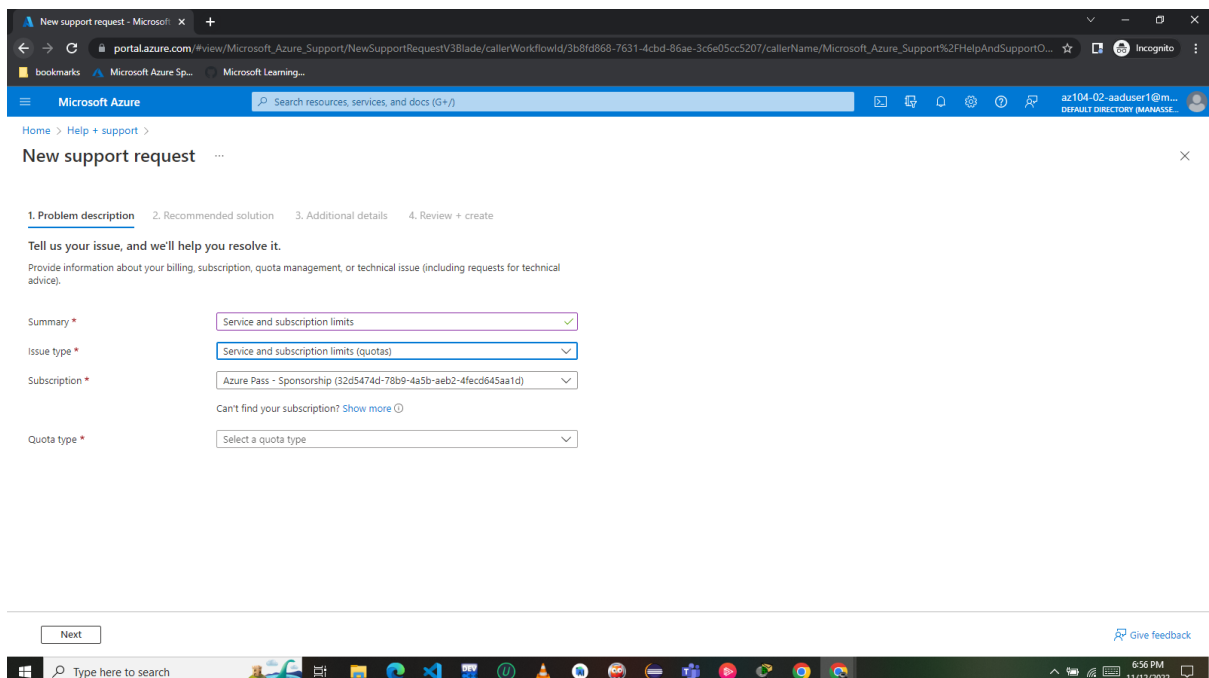 New support request - Microsoft
portal.azure.com/#view/Microsoft_Azure_Support/NewSupportRequestV3Blade/callerWorkflowId/3b8fd868-7631-4cbd-86ae-3c6e05cc5207/callerName/Microsoft_Azure_Support%2FHelpAndSupportO... Incognito
bookmarks Microsoft Azure Sp... Microsoft Learning...
Microsoft Azure Search resources, services, and docs (G+/) az104-02-aaduser1@m...
DEFAULT DIRECTORY (MANASSE...
Home > Help + support >
New support request ...
1. Problem description 2. Recommended solution 3. Additional details 4. Review + create
Tell us your issue, and we'll help you resolve it.
Provide information about your billing, subscription, quota management, or technical issue (including requests for technical
advice).
Summary * Service and subscription limits
Issue type * Service and subscription limits (quotas)
Subscription * Azure Pass - Sponsorship (32d5474d-78b9-4a5b-aeb2-4fecd645aa1d)
Can't find your subscription? Show more
Quota type * Select a quota type
Next Give feedback
Type here to search DEV 6:56 PM
11/12/2022